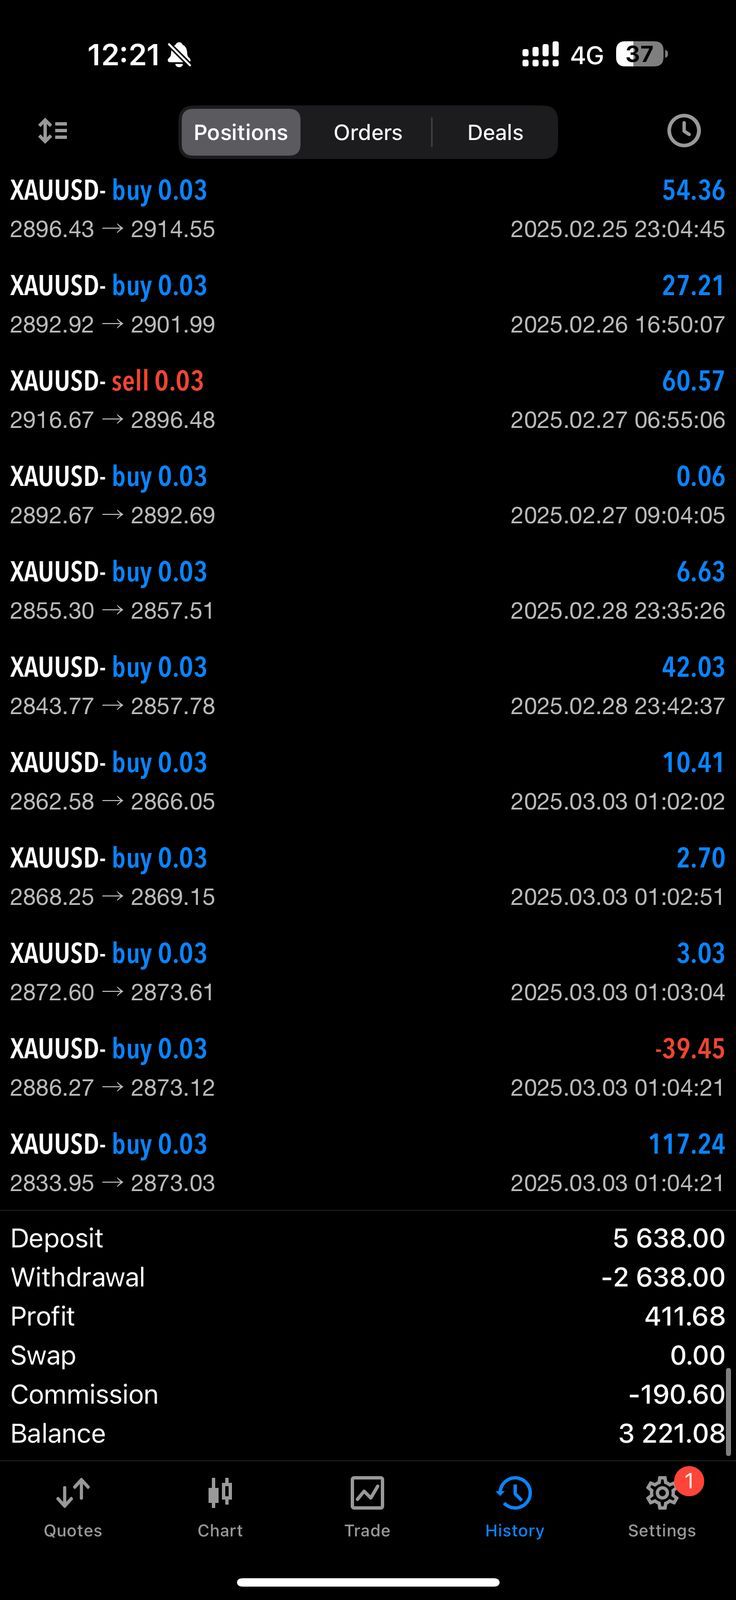 12:21 4G 37
Positions Orders Deals
XAUUSD- buy 0.03 54.36
2896.43 → 2914.55 2025.02.25 23:04:45
XAUUSD- buy 0.03 27.21
2892.92 → 2901.99 2025.02.26 16:50:07
XAUUSD- sell 0.03 60.57
2916.67 → 2896.48 2025.02.27 06:55:06
XAUUSD- buy 0.03 0.06
2892.67 → 2892.69 2025.02.27 09:04:05
XAUUSD- buy 0.03 6.63
2855.30 → 2857.51 2025.02.28 23:35:26
XAUUSD- buy 0.03 42.03
2843.77 → 2857.78 2025.02.28 23:42:37
XAUUSD- buy 0.03 10.41
2862.58 → 2866.05 2025.03.03 01:02:02
XAUUSD- buy 0.03 2.70
2868.25 → 2869.15 2025.03.03 01:02:51
XAUUSD- buy 0.03 3.03
2872.60 → 2873.61 2025.03.03 01:03:04
XAUUSD- buy 0.03 -39.45
2886.27 → 2873.12 2025.03.03 01:04:21
XAUUSD- buy 0.03 117.24
2833.95 → 2873.03 2025.03.03 01:04:21
Deposit 5 638.00
Withdrawal -2 638.00
Profit 411.68
Swap 0.00
Commission -190.60
Balance 3 221.08
1
Quotes Chart Trade History Settings